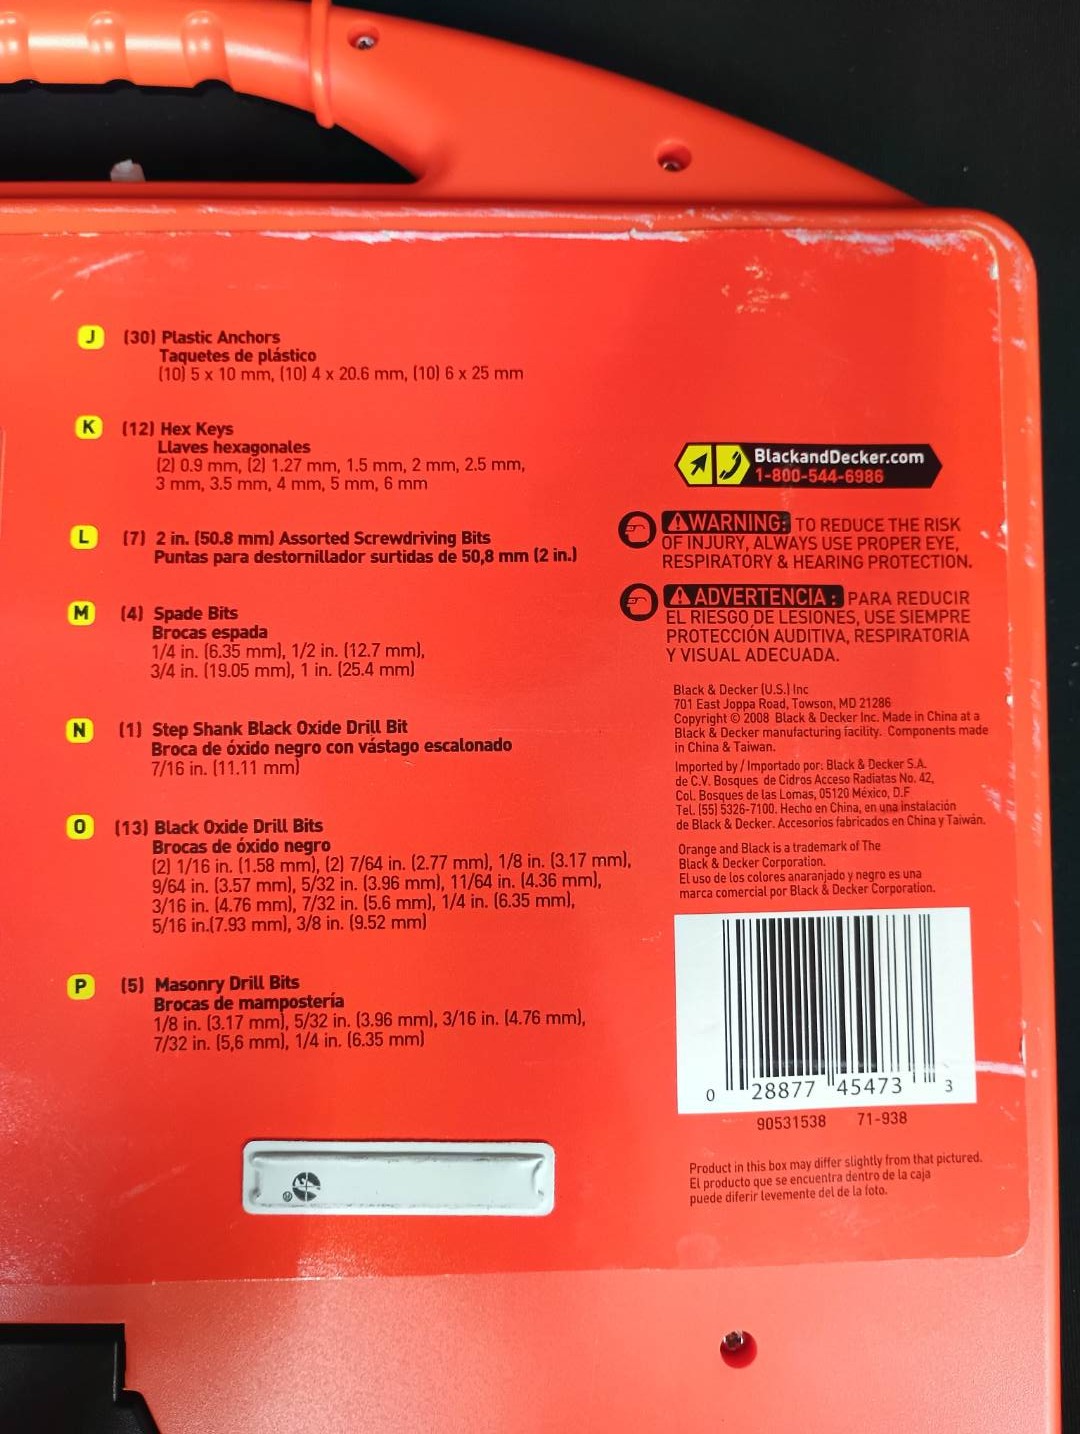 J (30) Plastic Anchors
Taquetes de plástico
(10) 5 x 10 mm, (10) 4 x 20.6 mm, (10) 6 x 25 mm
K (12) Hex Keys
Llaves hexagonales
(2) 0.9 mm, (2) 1.27 mm, 1.5 mm, 2 mm, 2.5 mm,
3 mm, 3.5 mm, 4 mm, 5 mm, 6 mm
L (7) 2 in. (50.8 mm) Assorted Screwdriving Bits
Puntas para destornillador surtidas de 50,8 mm (2 in.)
M (4) Spade Bits
Brocas espada
1/4 in. (6.35 mm), 1/2 in. (12.7 mm),
3/4 in. (19.05 mm), 1 in. (25.4 mm)
N (1) Step Shank Black Oxide Drill Bit
Broca de óxido negro con vástago escalonado
7/16 in. (11.11 mm)
O (13) Black Oxide Drill Bits
Brocas de óxido negro
(2) 1/16 in. (1.58 mm), (2) 7/64 in. (2.77 mm), 1/8 in. (3.17 mm),
9/64 in. (3.57 mm), 5/32 in. (3.96 mm), 11/64 in. (4.36 mm),
3/16 in. (4.76 mm), 7/32 in. (5.6 mm), 1/4 in. (6.35 mm),
5/16 in.(7.93 mm), 3/8 in. (9.52 mm)
P (5) Masonry Drill Bits
Brocas de mampostería
1/8 in. (3.17 mm), 5/32 in. (3.96 mm), 3/16 in. (4.76 mm),
7/32 in. (5,6 mm), 1/4 in. (6.35 mm)
BlackandDecker.com
1-800-544-6986
WARNING: TO REDUCE THE RISK
OF INJURY, ALWAYS USE PROPER EYE,
RESPIRATORY & HEARING PROTECTION.
ADVERTENCIA : PARA REDUCIR
EL RIESGO DE LESIONES, USE SIEMPRE
PROTECCIÓN AUDITIVA, RESPIRATORIA
Y VISUAL ADECUADA.
Black & Decker (U.S.) Inc
701 East Joppa Road, Towson, MD 21286
Copyright © 2008 Black & Decker Inc. Made in China at a
Black & Decker manufacturing facility. Components made
in China & Taiwan.
Imported by / Importado por: Black & Decker S.A.
de C.V. Bosques de Cidros Acceso Radiatas No. 42,
Col. Bosques de las Lomas, 05120 México, D.F
Tel. (55) 5326-7100. Hecho en China, en una instalación
de Black & Decker. Accesorios fabricados en China y Taiwán.
Orange and Black is a trademark of The
Black & Decker Corporation.
El uso de los colores anaranjado y negro es una
marca comercial por Black & Decker Corporation.
0 28877 45473 3
90531538 71-938
Product in this box may differ slightly from that pictured.
El producto que se encuentra dentro de la caja
puede diferir levemente del de la foto.